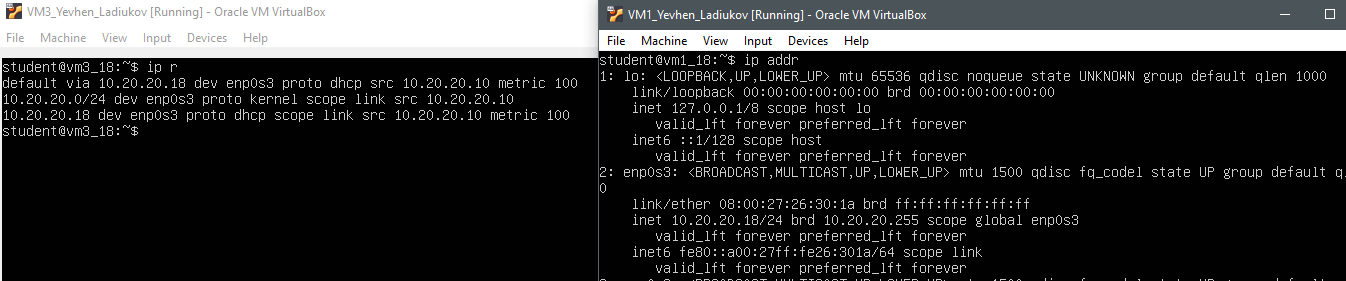 VM3_Yevhen_Ladiukov [Running] - Oracle VM VirtualBox
File Machine View Input Devices Help
student@vm3_18:~$ ip r
default via 10.20.20.18 dev enp0s3 proto dhcp src 10.20.20.10 metric 100
10.20.20.0/24 dev enp0s3 proto kernel scope link src 10.20.20.10
10.20.20.18 dev enp0s3 proto dhcp scope link src 10.20.20.10 metric 100
student@vm3_18:~$
VM1_Yevhen_Ladiukov [Running] - Oracle VM VirtualBox
File Machine View Input Devices Help
student@vm1_18:~$ ip addr
1: lo: <LOOPBACK,UP,LOWER_UP> mtu 65536 qdisc noqueue state UNKNOWN group default qlen 1000
link/loopback 00:00:00:00:00:00 brd 00:00:00:00:00:00
inet 127.0.0.1/8 scope host lo
valid_lft forever preferred_lft forever
inet6 ::1/128 scope host
valid_lft forever preferred_lft forever
2: enp0s3: <BROADCAST,MULTICAST,UP,LOWER_UP> mtu 1500 qdisc fq_codel state UP group default q
0
link/ether 08:00:27:26:30:1a brd ff:ff:ff:ff:ff:ff
inet 10.20.20.18/24 brd 10.20.20.255 scope global enp0s3
valid_lft forever preferred_lft forever
inet6 fe80::a00:27ff:fe26:301a/64 scope link
valid_lft forever preferred_lft forever